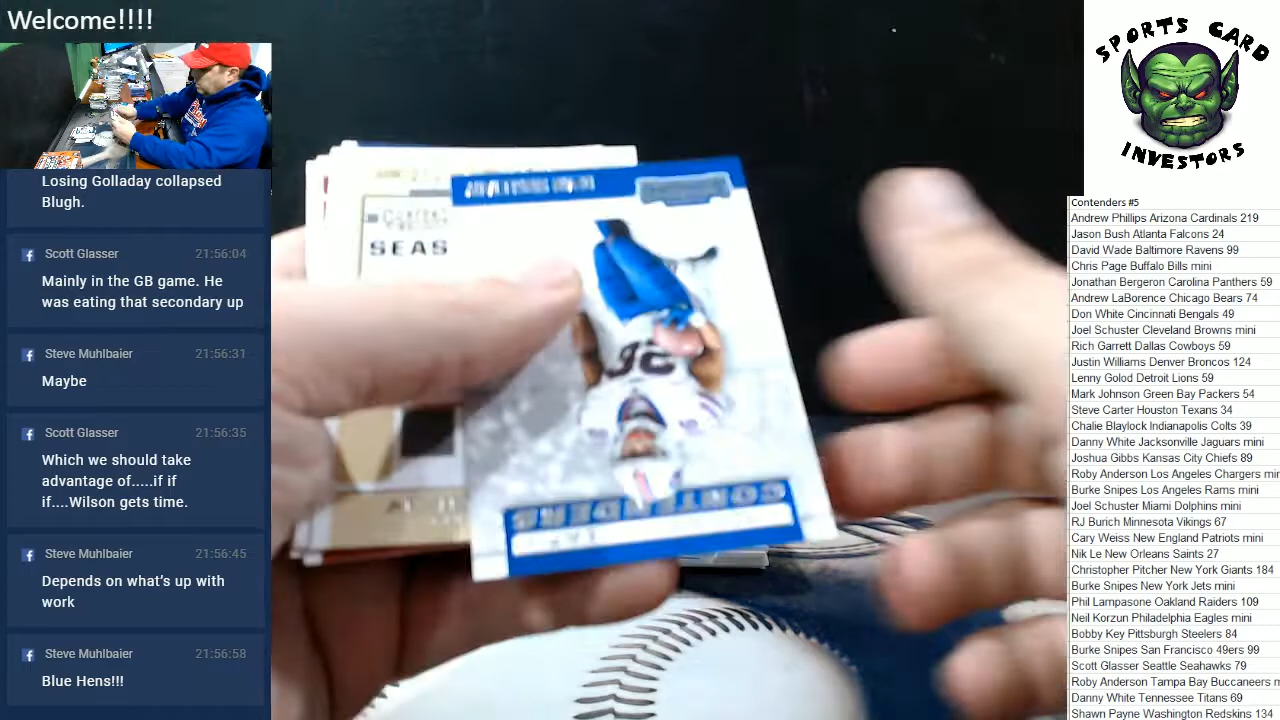 Welcome!!!!
SPORTS CARD
INVESTORS
Losing Golladay collapsed
Blugh.
Scott Glasser 21:56:04
Mainly in the GB game. He
was eating that secondary up
Steve Muhlbaier 21:56:31
Maybe
Scott Glasser 21:56:35
Which we should take
advantage of.....if if
if....Wilson gets time.
Steve Muhlbaier 21:56:45
Depends on what's up with
work
Steve Muhlbaier 21:56:58
Blue Hens!!!
SEAS
26
CONTENDERS
Contenders #5
Andrew Phillips Arizona Cardinals 219
Jason Bush Atlanta Falcons 24
David Wade Baltimore Ravens 99
Chris Page Buffalo Bills mini
Jonathan Bergeron Carolina Panthers 59
Andrew LaBorence Chicago Bears 74
Don White Cincinnati Bengals 49
Joel Schuster Cleveland Browns mini
Rich Garrett Dallas Cowboys 59
Justin Williams Denver Broncos 124
Lenny Golod Detroit Lions 59
Mark Johnson Green Bay Packers 54
Steve Carter Houston Texans 34
Chalie Blaylock Indianapolis Colts 39
Danny White Jacksonville Jaguars mini
Joshua Gibbs Kansas City Chiefs 89
Roby Anderson Los Angeles Chargers mir
Burke Snipes Los Angeles Rams mini
Joel Schuster Miami Dolphins mini
RJ Burich Minnesota Vikings 67
Cary Weiss New England Patriots mini
Nik Le New Orleans Saints 27
Christopher Pitcher New York Giants 184
Burke Snipes New York Jets mini
Phil Lampasone Oakland Raiders 109
Neil Korzun Philadelphia Eagles mini
Bobby Key Pittsburgh Steelers 84
Burke Snipes San Francisco 49ers 99
Scott Glasser Seattle Seahawks 79
Roby Anderson Tampa Bay Buccaneers m
Danny White Tennessee Titans 69
Shawn Payne Washington Redskins 134